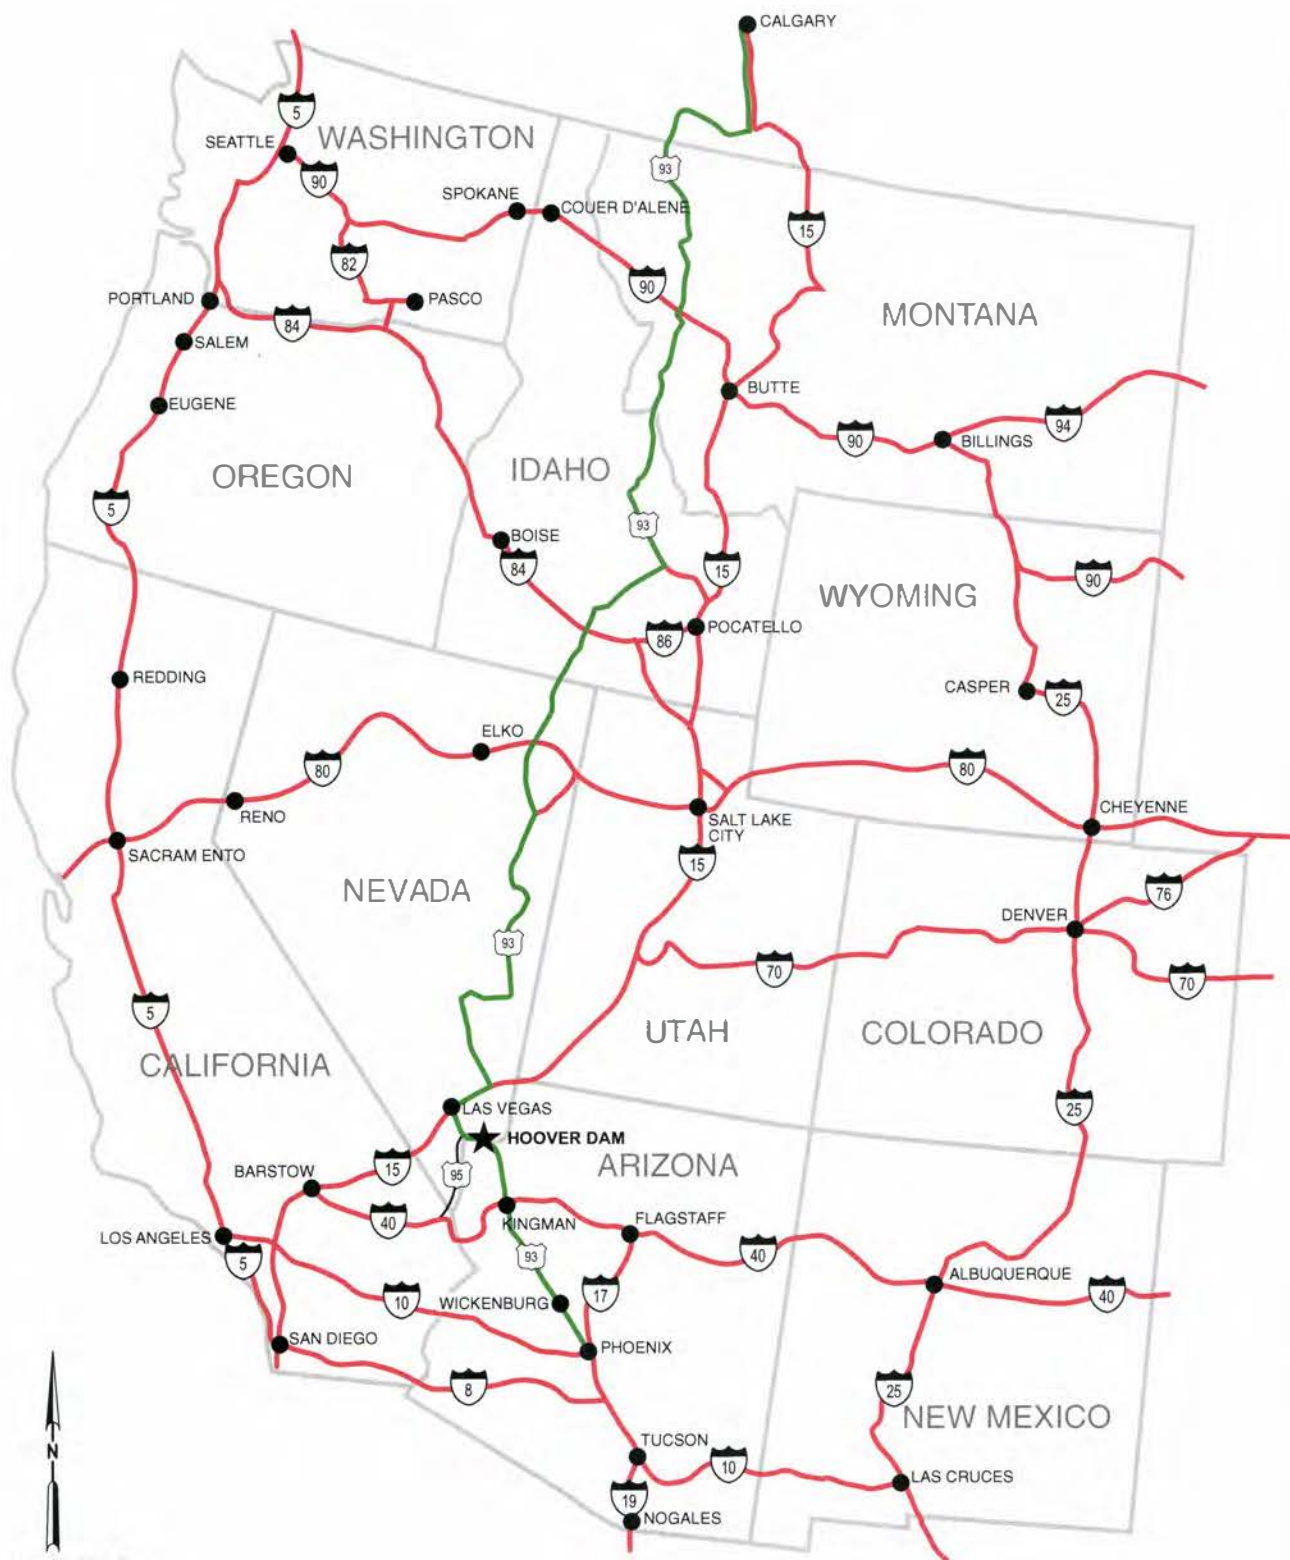 CALGARY
5
SEATTLE
WASHINGTON
93
90
SPOKANE
COUER D'ALENE
15
82
90
PORTLAND
PASCO
84
MONTANA
SALEM
BUTTE
EUGENE
94
90
BILLINGS
OREGON
IDAHO
5
93
BOISE
84
15
90
WYOMING
86
POCATELLO
REDDING
CASPER
25
ELKO
80
80
RENO
SALT LAKE
CITY
CHEYENNE
SACRAM ENTO
15
NEVADA
76
DENVER
93
70
70
5
UTAH
COLORADO
CALIFORNIA
LAS VEGAS
25
HOOVER DAM
BARSTOW
15
95
ARIZONA
40
KINGMAN
FLAGSTAFF
LOS ANGELES
5
93
40
ALBUQUERQUE
10
WICKENBURG
17
40
SAN DIEGO
PHOENIX
8
25
NEW MEXICO
N
TUCSON
10
LAS CRUCES
19
NOGALES